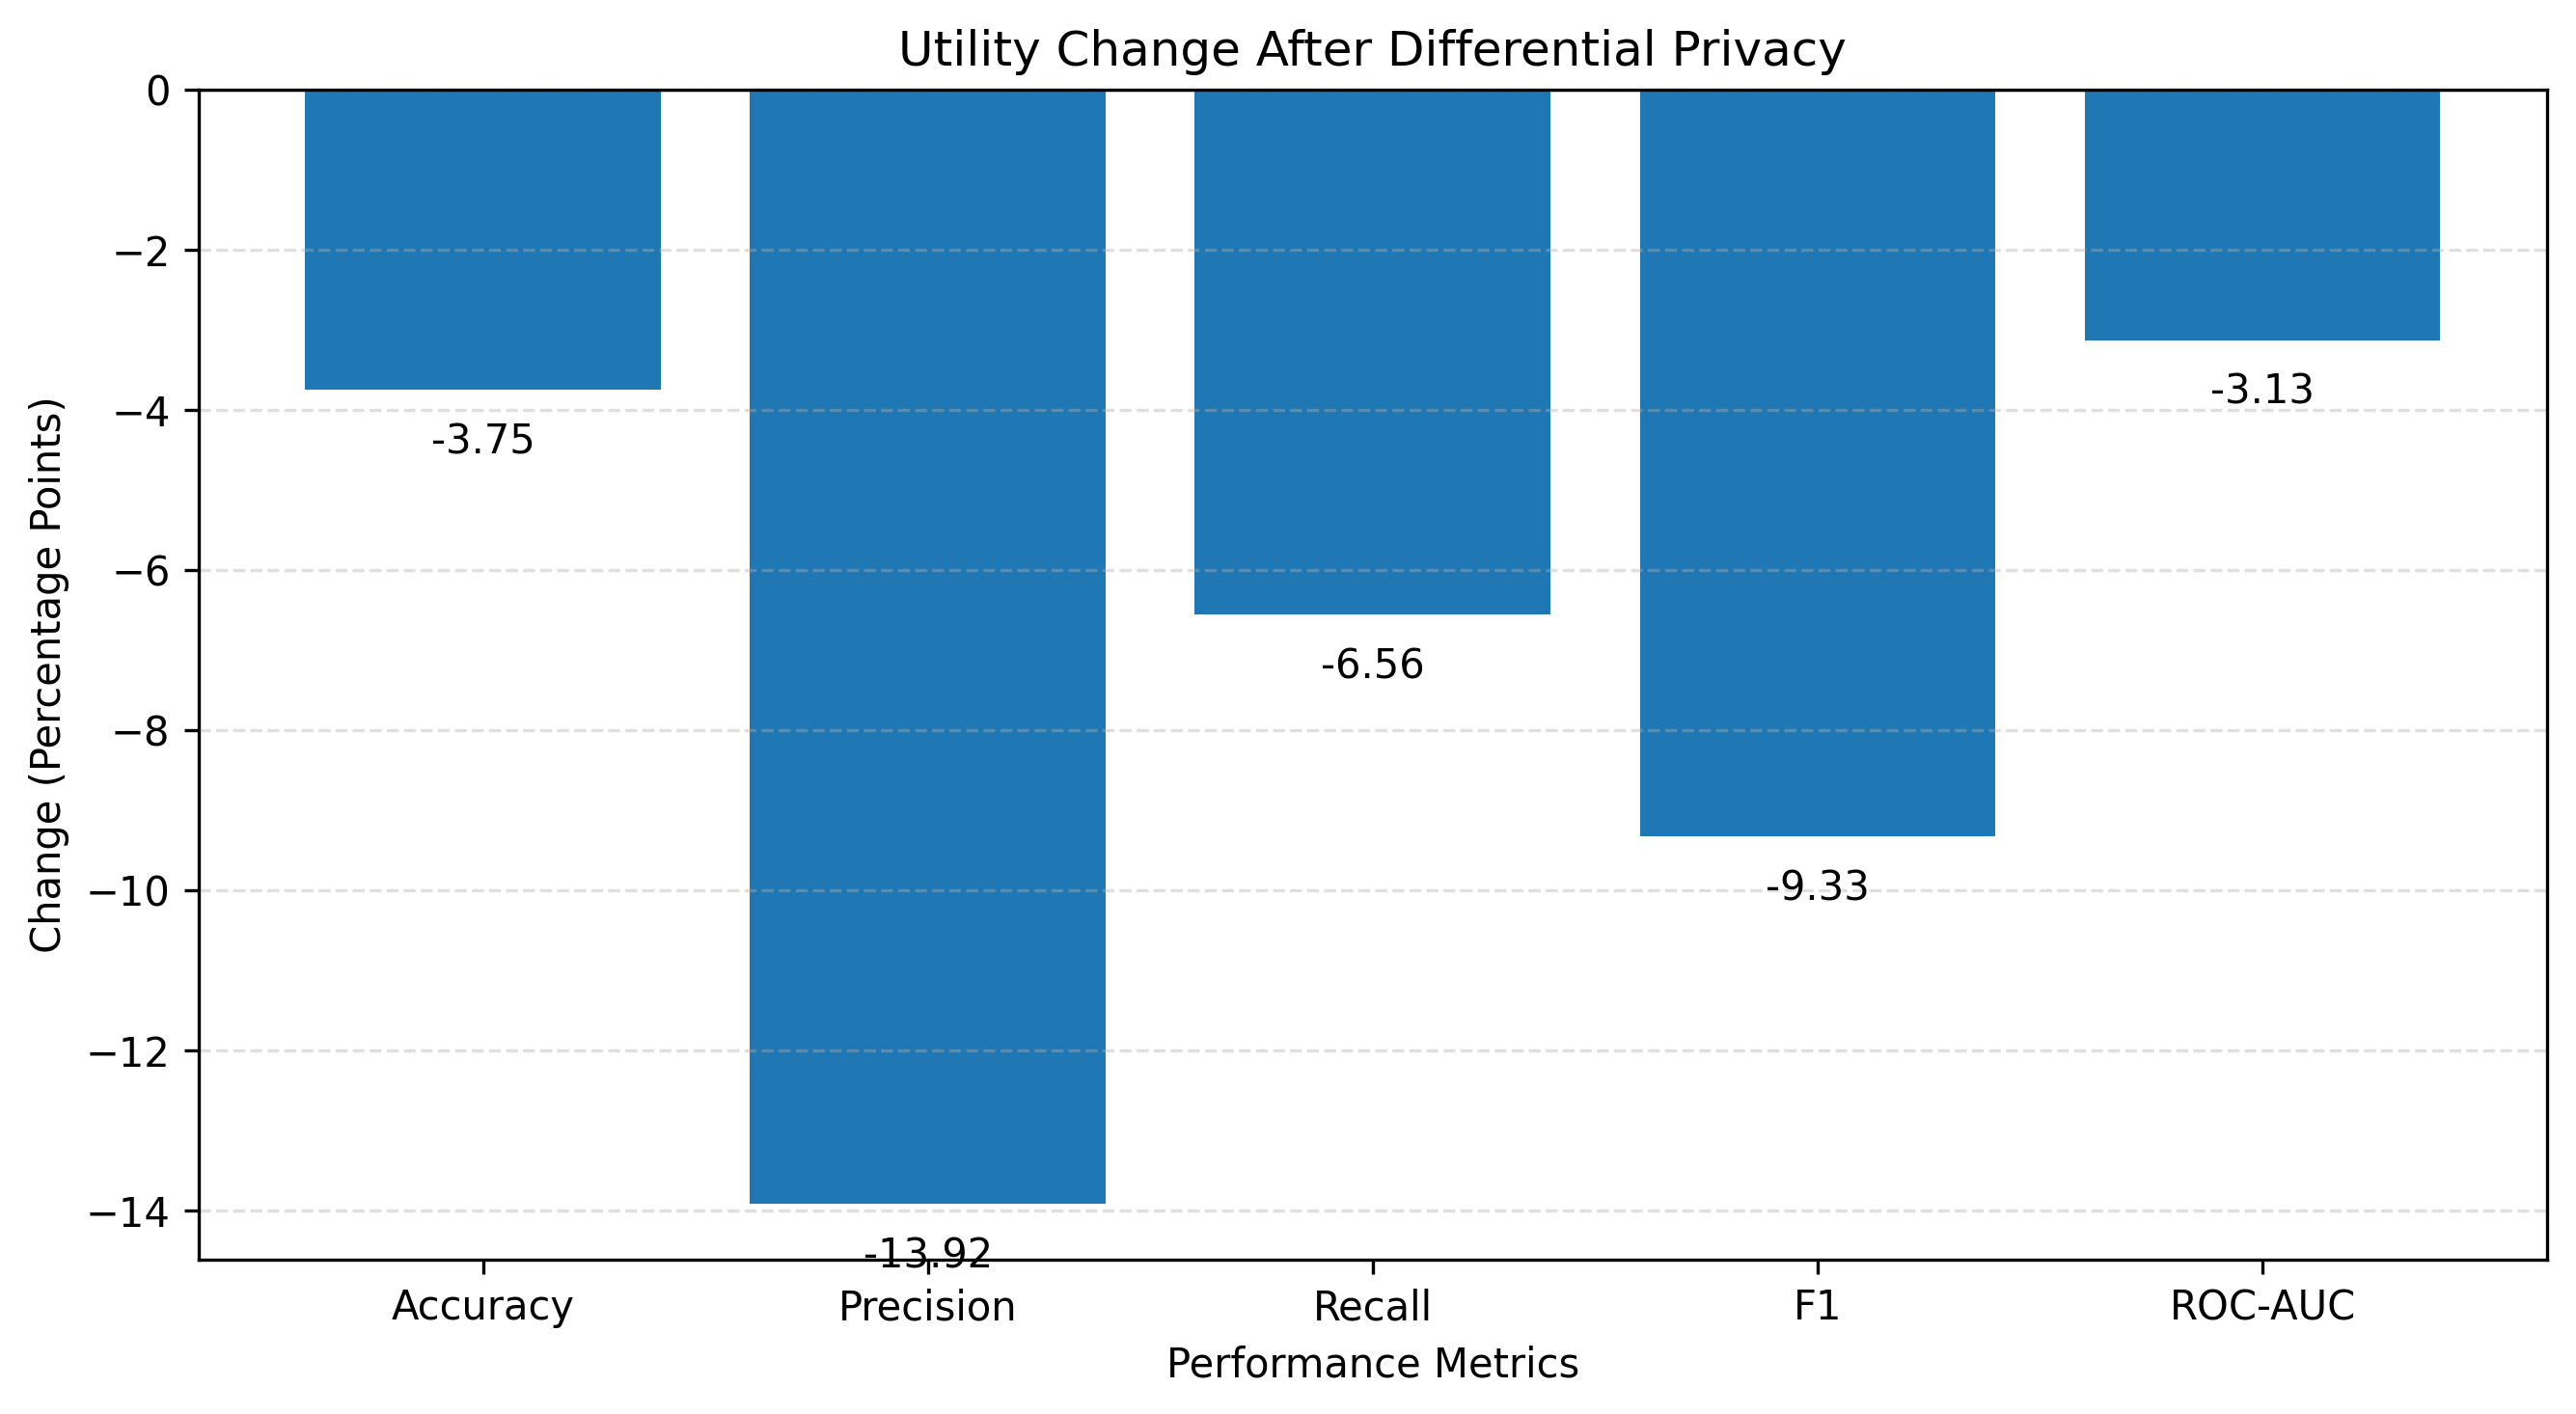 Utility Change After Differential Privacy
Change (Percentage Points)
0
−2
−4
−6
−8
−10
−12
−14
-3.75
-13.92
-6.56
-9.33
-3.13
Accuracy
Precision
Recall
F1
ROC-AUC
Performance Metrics